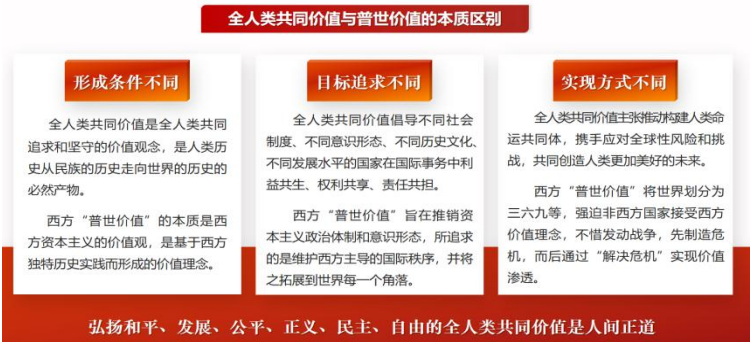 全人类共同价值与普世价值的本质区别
形成条件不同
全人类共同价值是全人类共同
追求和坚守的价值观念，是人类历
史从民族的历史走向世界的历史的
必然产物。
西方“普世价值”的本质是西
方资本主义的价值观，是基于西方
独特历史实践而形成的价值理念。
目标追求不同
全人类共同价值倡导不同社会
制度、不同意识形态、不同历史文化、
不同发展水平的国家在国际事务中利
益共生、权利共享、责任共担。
西方“普世价值”旨在推销资
本主义政治体制和意识形态，所追求
的是维护西方主导的国际秩序，并将
之拓展到世界每一个角落。
实现方式不同
全人类共同价值主张推动构建人类命
运共同体，携手应对全球性风险和挑
战，共同创造人类更加美好的未来。
西方“普世价值”将世界划分为
三六九等，强迫非西方国家接受西方
价值理念，不惜发动战争，先制造危
机，而后通过“解决危机”实现价值
渗透。
弘扬和平、发展、公平、正义、民主、自由的全人类共同价值是人间正道